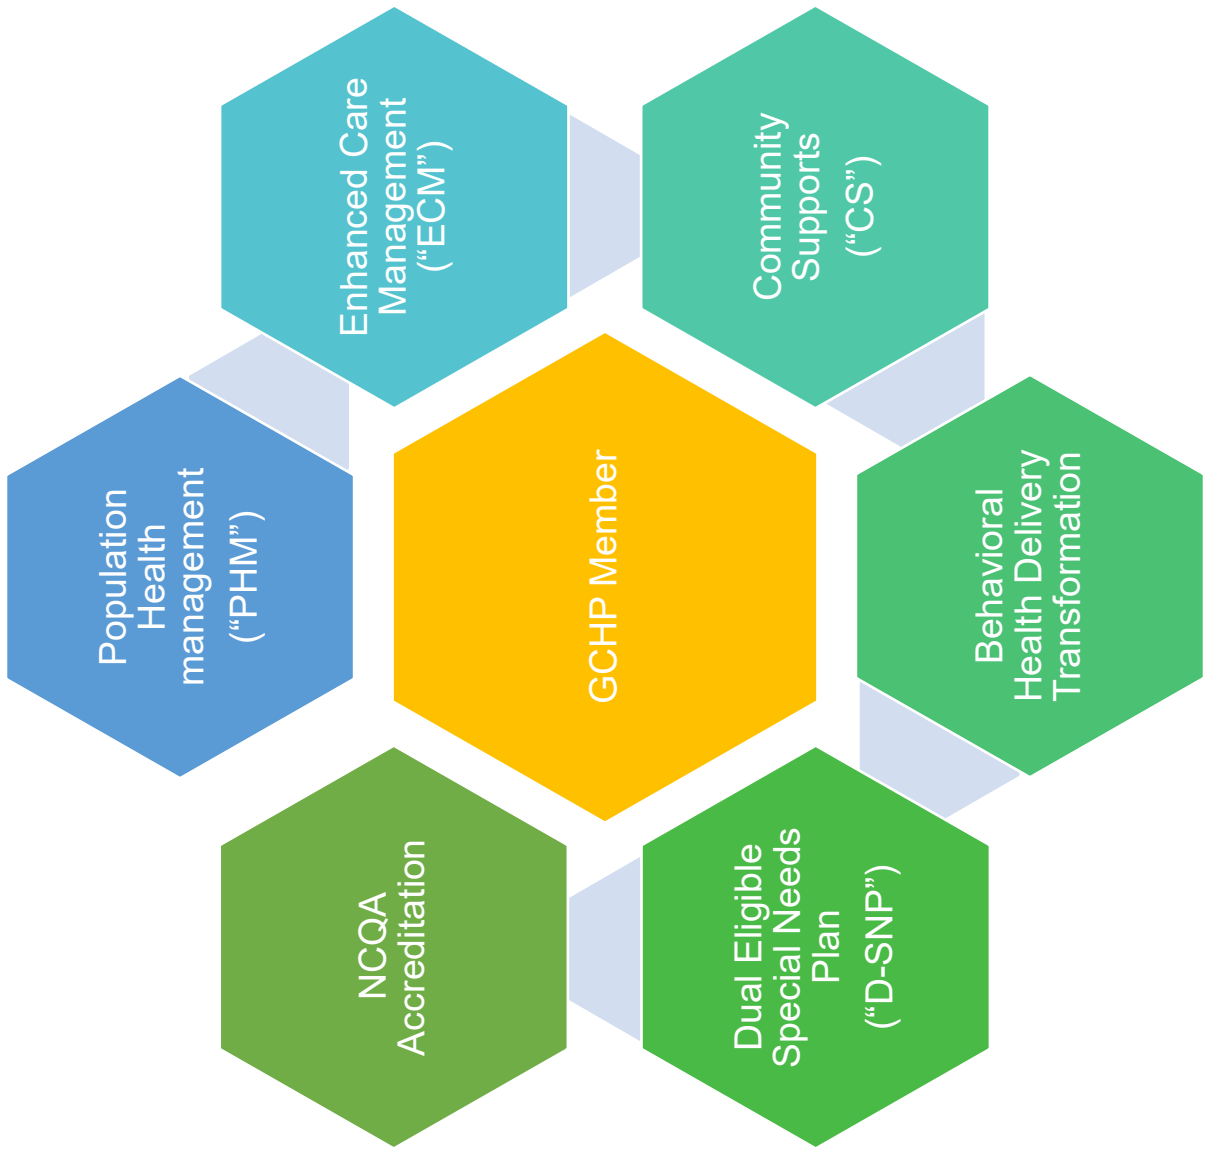 GCHP Member
Population
Health
management
(“PHM”)
Enhanced Care
Management
(“ECM”)
Community
Supports
(“CS”)
Behavioral
Health Delivery
Transformation
Dual Eligible
Special Needs
Plan
(“D-SNP”)
NCQA
Accreditation